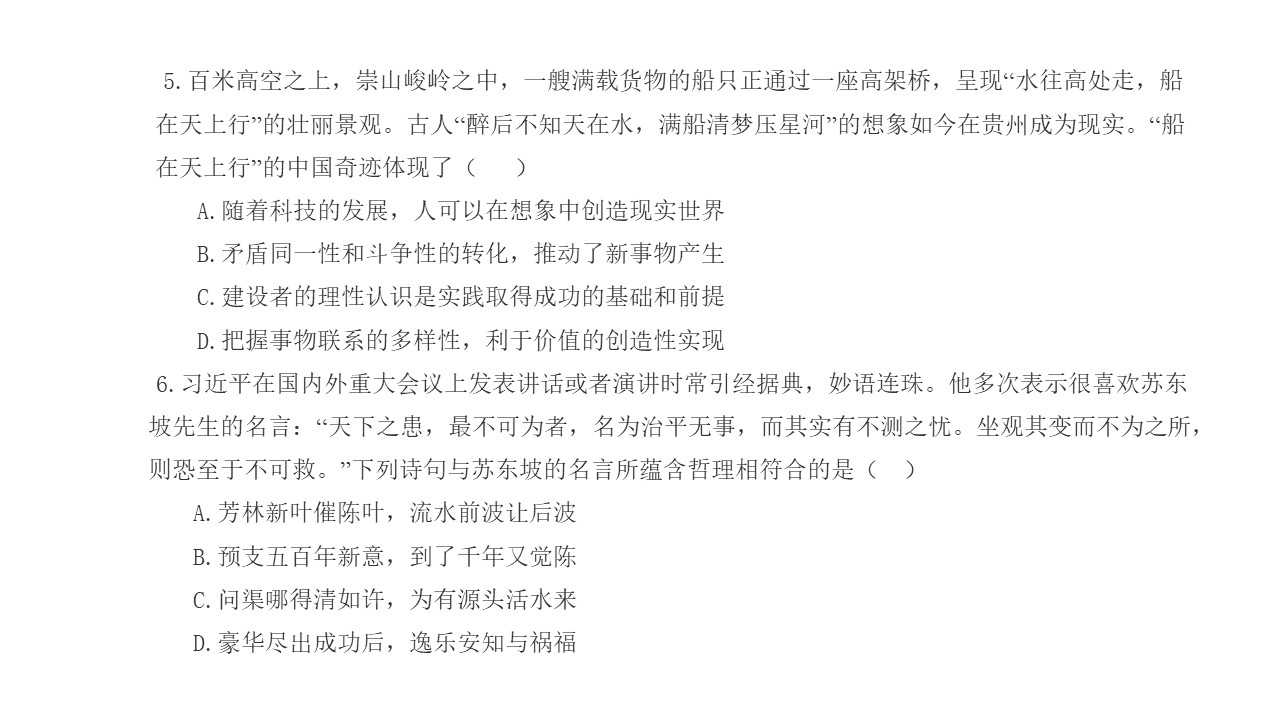 5.百米高空之上，崇山峻岭之中，一艘满载货物的船只正通过一座高架桥，呈现“水往高处走，船
在天上行”的壮丽景观。古人“醉后不知天在水，满船清梦压星河”的想象如今在贵州成为现实。“船
在天上行”的中国奇迹体现了（　）
A.随着科技的发展，人可以在想象中创造现实世界
B.矛盾同一性和斗争性的转化，推动了新事物产生
C.建设者的理性认识是实践取得成功的基础和前提
D.把握事物联系的多样性，利于价值的创造性实现
6.习近平在国内外重大会议上发表讲话或者演讲时常引经据典，妙语连珠。他多次表示很喜欢苏东
坡先生的名言：“天下之患，最不可为者，名为治平无事，而其实有不测之忧。坐观其变而不为之所，
则恐至于不可救。”下列诗句与苏东坡的名言所蕴含哲理相符合的是（　）
A.芳林新叶催陈叶，流水前波让后波
B.预支五百年新意，到了千年又觉陈
C.问渠哪得清如许，为有源头活水来
D.豪华尽出成功后，逸乐安知与祸福